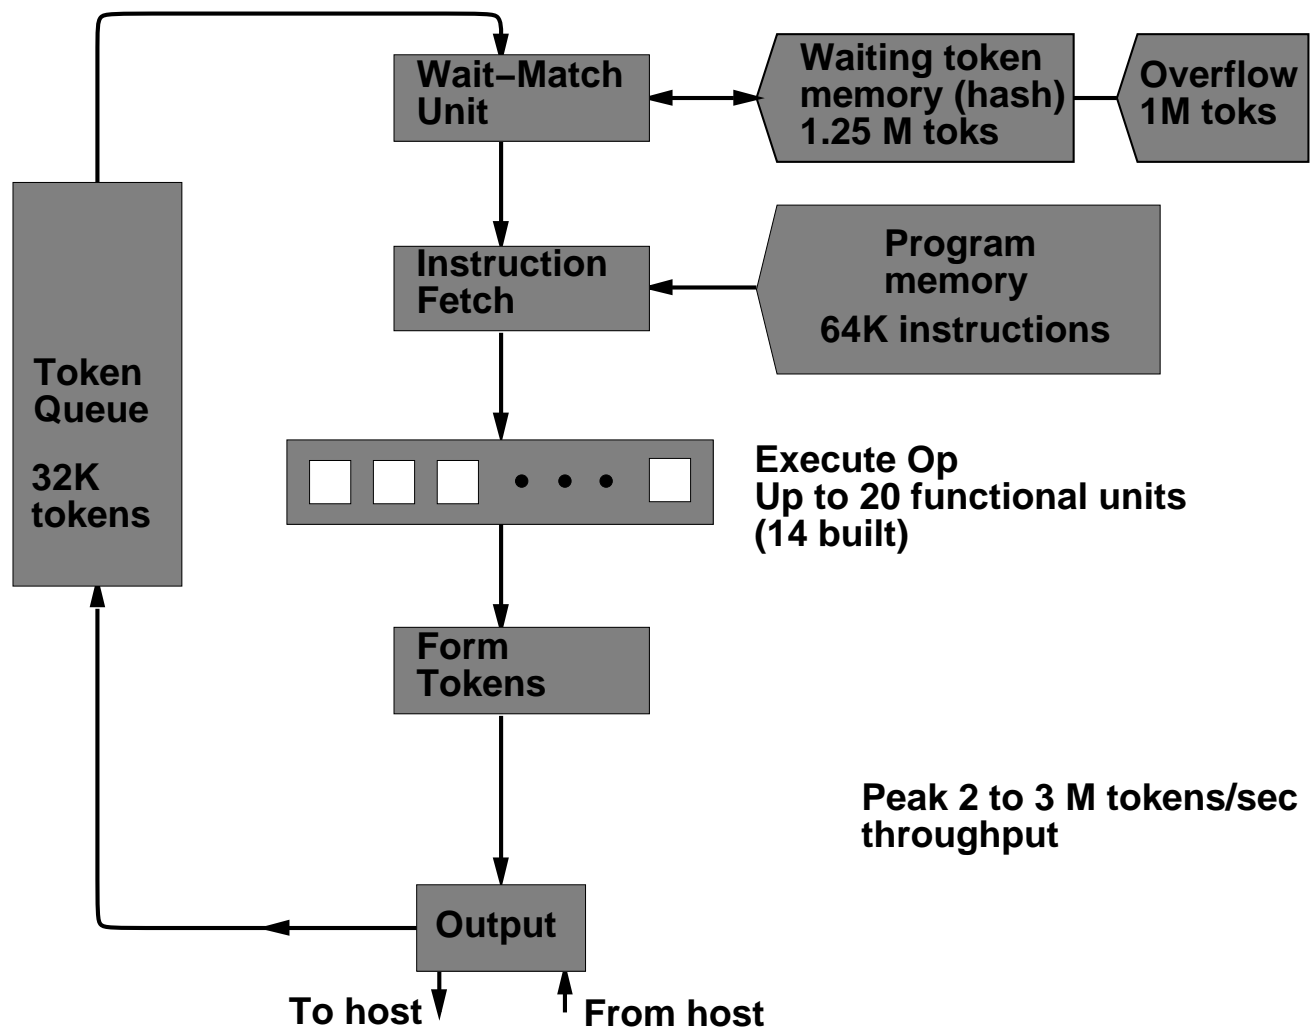 Wait–Match
Unit
Waiting token
memory (hash)
1.25 M toks
Overflow
1M toks
Instruction
Fetch
Program
memory
64K instructions
Token
Queue
32K
tokens
Execute Op
Up to 20 functional units
(14 built)
Form
Tokens
Peak 2 to 3 M tokens/sec
throughput
Output
To host
From host